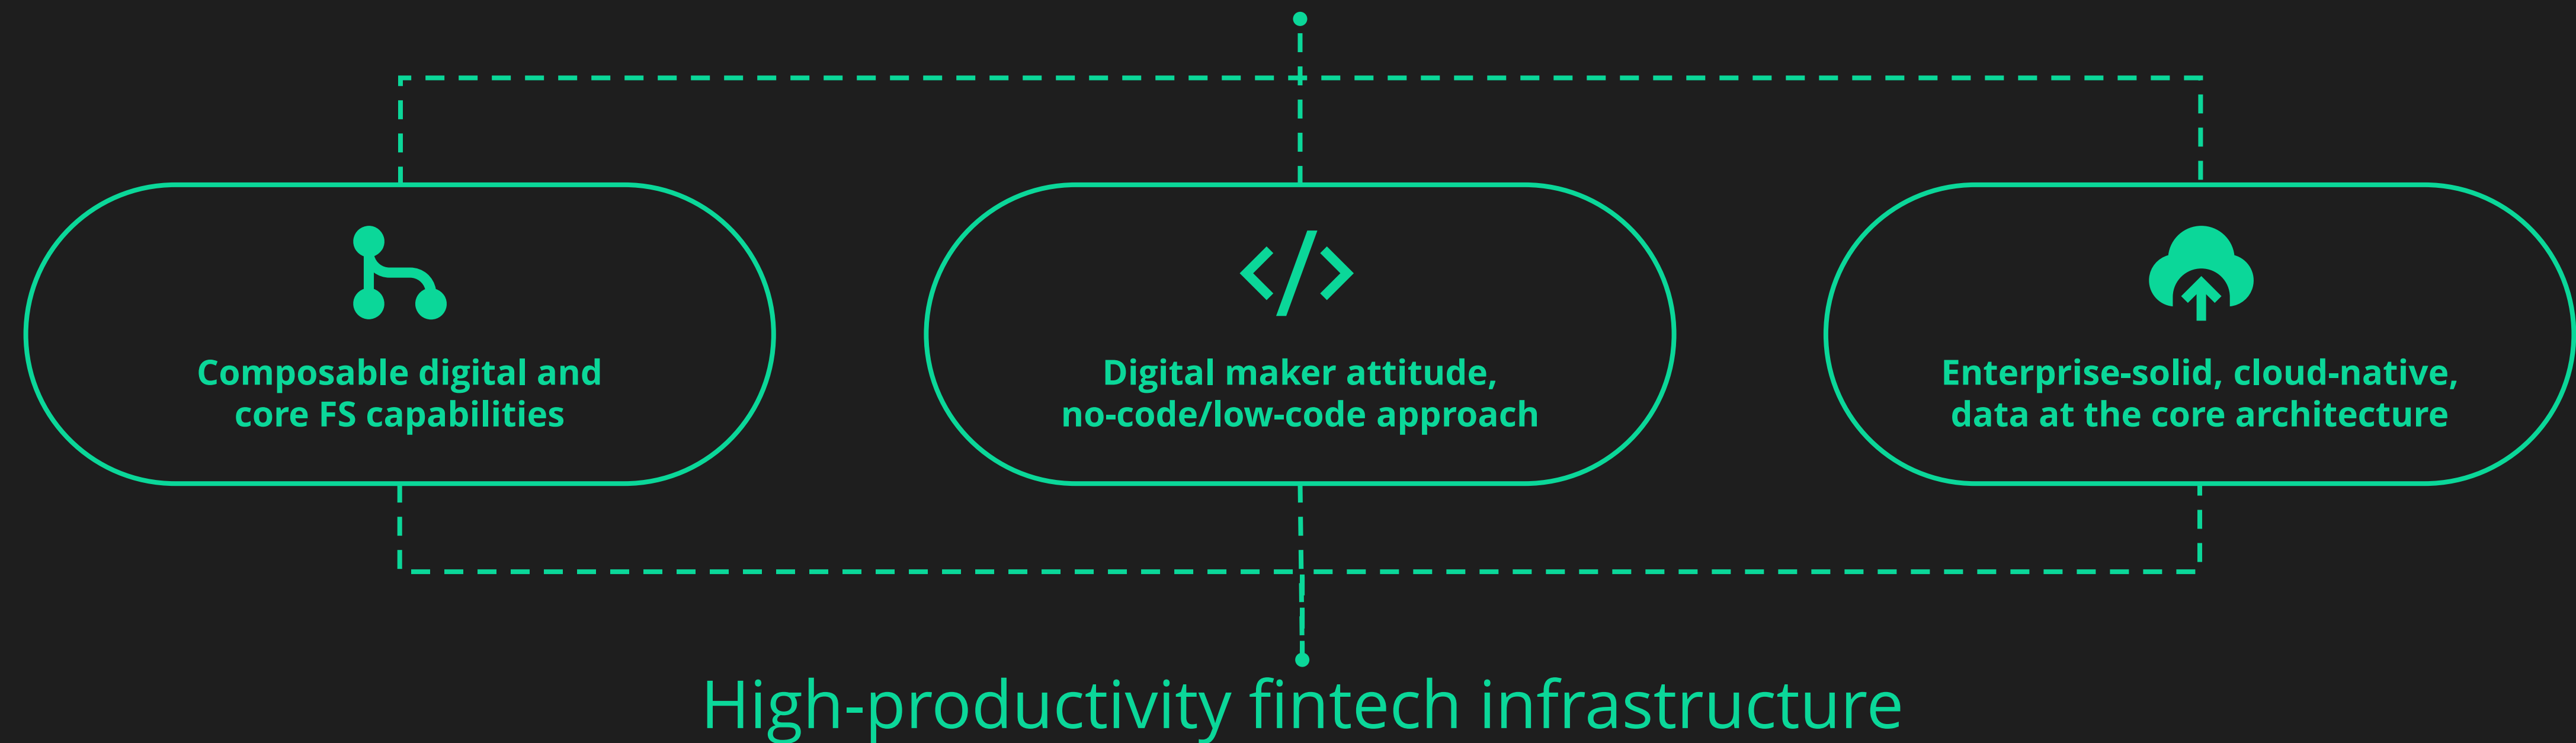 Composable digital and
core FS capabilities
Digital maker attitude,
no-code/low-code approach
Enterprise-solid, cloud-native,
data at the core architecture
High-productivity fintech infrastructure